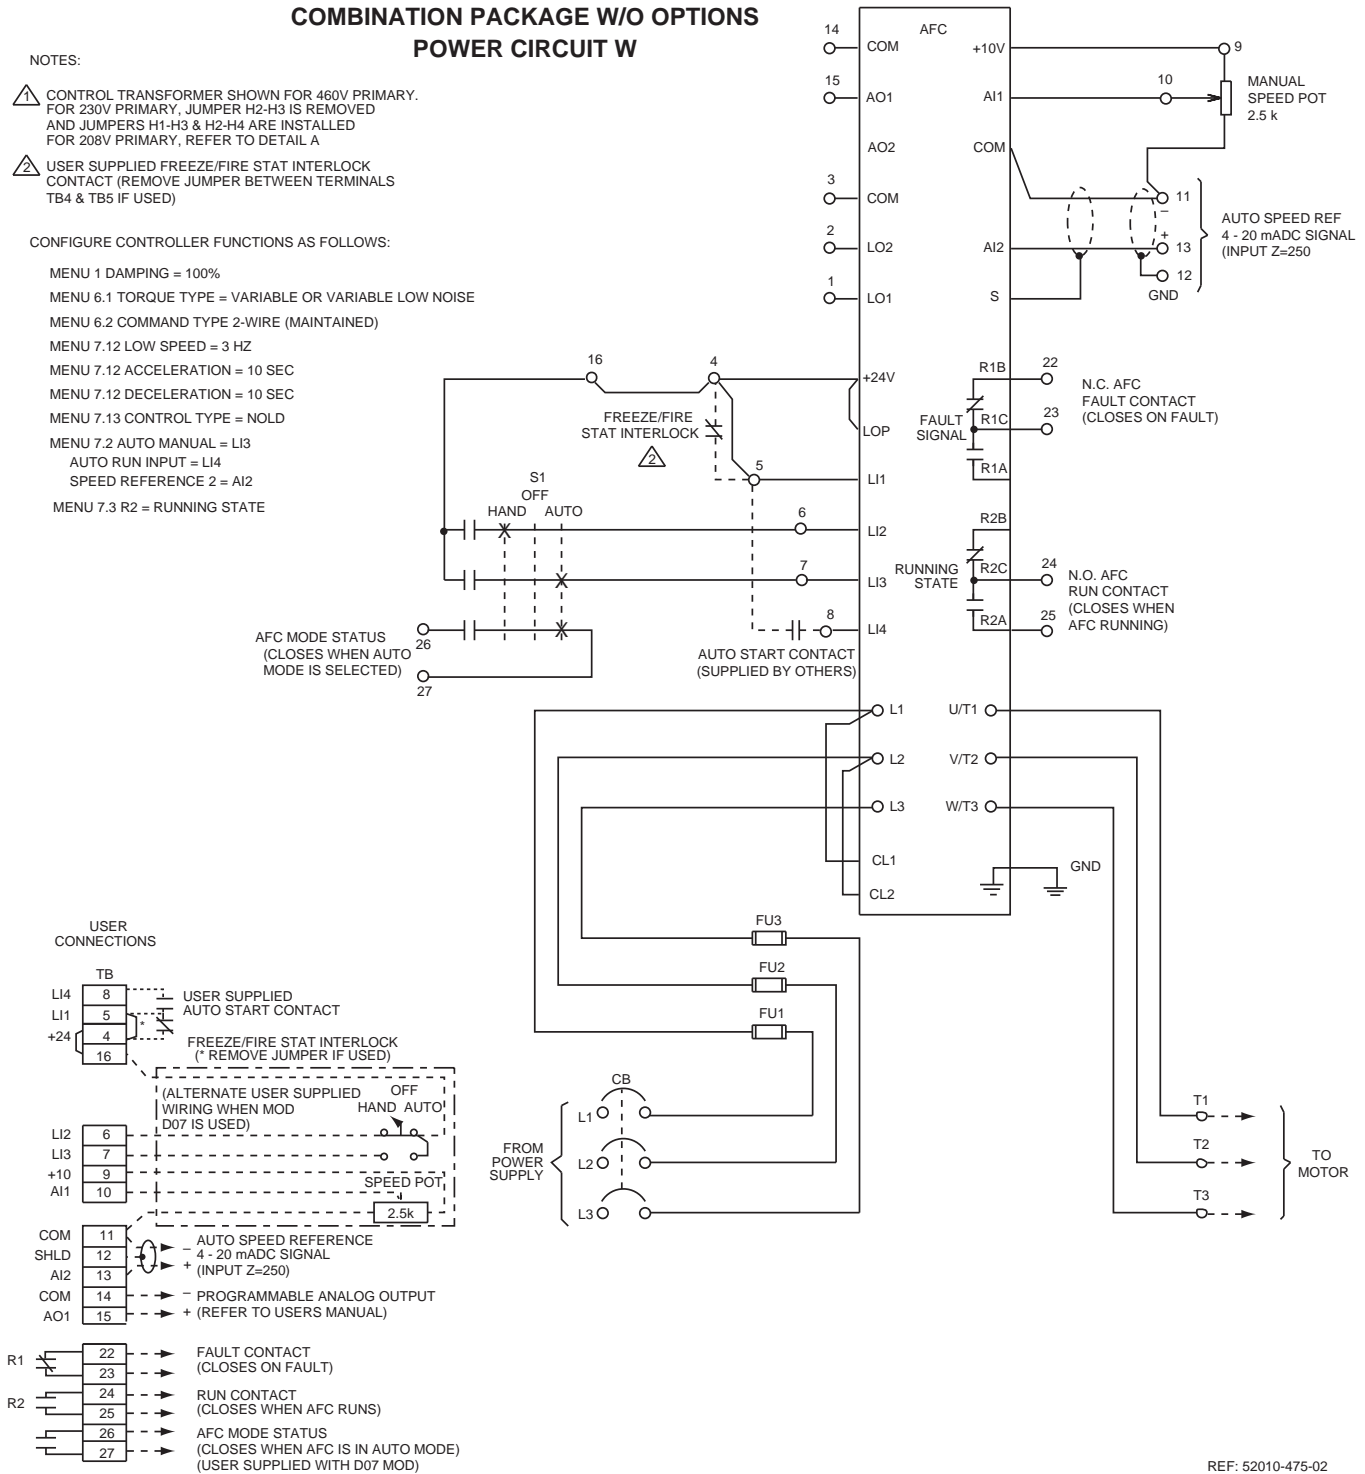 COMBINATION PACKAGE W/O OPTIONS
POWER CIRCUIT W
NOTES:
1 CONTROL TRANSFORMER SHOWN FOR 460V PRIMARY.
FOR 230V PRIMARY, JUMPER H2-H3 IS REMOVED
AND JUMPERS H1-H3 & H2-H4 ARE INSTALLED
FOR 208V PRIMARY, REFER TO DETAIL A
2 USER SUPPLIED FREEZE/FIRE STAT INTERLOCK
CONTACT (REMOVE JUMPER BETWEEN TERMINALS
TB4 & TB5 IF USED)
CONFIGURE CONTROLLER FUNCTIONS AS FOLLOWS:
MENU 1 DAMPING = 100%
MENU 6.1 TORQUE TYPE = VARIABLE OR VARIABLE LOW NOISE
MENU 6.2 COMMAND TYPE 2-WIRE (MAINTAINED)
MENU 7.12 LOW SPEED = 3 HZ
MENU 7.12 ACCELERATION = 10 SEC
MENU 7.12 DECELERATION = 10 SEC
MENU 7.13 CONTROL TYPE = NOLD
MENU 7.2 AUTO MANUAL = LI3
AUTO RUN INPUT = LI4
SPEED REFERENCE 2 = AI2
MENU 7.3 R2 = RUNNING STATE
AFC
14 COM
15 AO1
AO2
3 COM
2 LO2
1 LO1
+10V 9
AI1 10
MANUAL
SPEED POT
2.5 k
COM
11
–
+
AI2 13
12
S
GND
AUTO SPEED REF
4 - 20 mADC SIGNAL
(INPUT Z=250
16 4 +24V
LOP
FREEZE/FIRE
STAT INTERLOCK
2
5 LI1
S1
OFF
HAND AUTO
6 LI2
7 LI3
8 LI4
AFC MODE STATUS
(CLOSES WHEN AUTO
MODE IS SELECTED)
26
27
AUTO START CONTACT
(SUPPLIED BY OTHERS)
FAULT
SIGNAL
R1B 22
R1C 23
R1A
N.C. AFC
FAULT CONTACT
(CLOSES ON FAULT)
RUNNING
STATE
R2B
R2C 24
R2A 25
N.O. AFC
RUN CONTACT
(CLOSES WHEN
AFC RUNNING)
L1 U/T1
L2 V/T2
L3 W/T3
CL1
CL2
GND
FU3
FU2
FU1
CB
L1
L2
L3
FROM
POWER
SUPPLY
T1
T2
T3
TO
MOTOR
USER
CONNECTIONS
TB
LI4 8
LI1 5
+24 4
16
*
USER SUPPLIED
AUTO START CONTACT
FREEZE/FIRE STAT INTERLOCK
(* REMOVE JUMPER IF USED)
(ALTERNATE USER SUPPLIED
WIRING WHEN MOD
D07 IS USED)
OFF
HAND AUTO
LI2 6
LI3 7
+10 9
AI1 10
SPEED POT
2.5k
COM 11
SHLD 12
AI2 13
COM 14
AO1 15
AUTO SPEED REFERENCE
– 4 - 20 mADC SIGNAL
+ (INPUT Z=250)
– PROGRAMMABLE ANALOG OUTPUT
+ (REFER TO USERS MANUAL)
R1
22
23
FAULT CONTACT
(CLOSES ON FAULT)
R2
24
25
RUN CONTACT
(CLOSES WHEN AFC RUNS)
26
27
AFC MODE STATUS
(CLOSES WHEN AFC IS IN AUTO MODE)
(USER SUPPLIED WITH D07 MOD)
REF: 52010-475-02